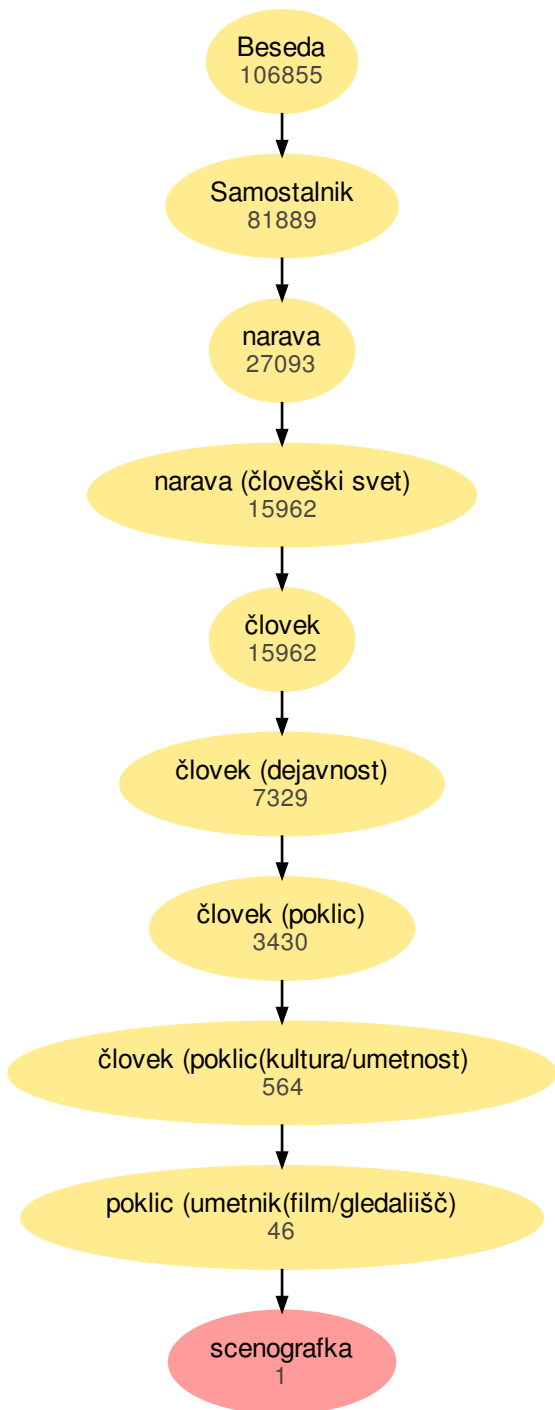 Beseda
106855
Samostalnik
81889
narava
27093
narava (človeški svet)
15962
človek
15962
človek (dejavnost)
7329
človek (poklic)
3430
človek (poklic(kultura/umetnost)
564
poklic (umetnik(film/gledaliišč)
46
scenografka
1